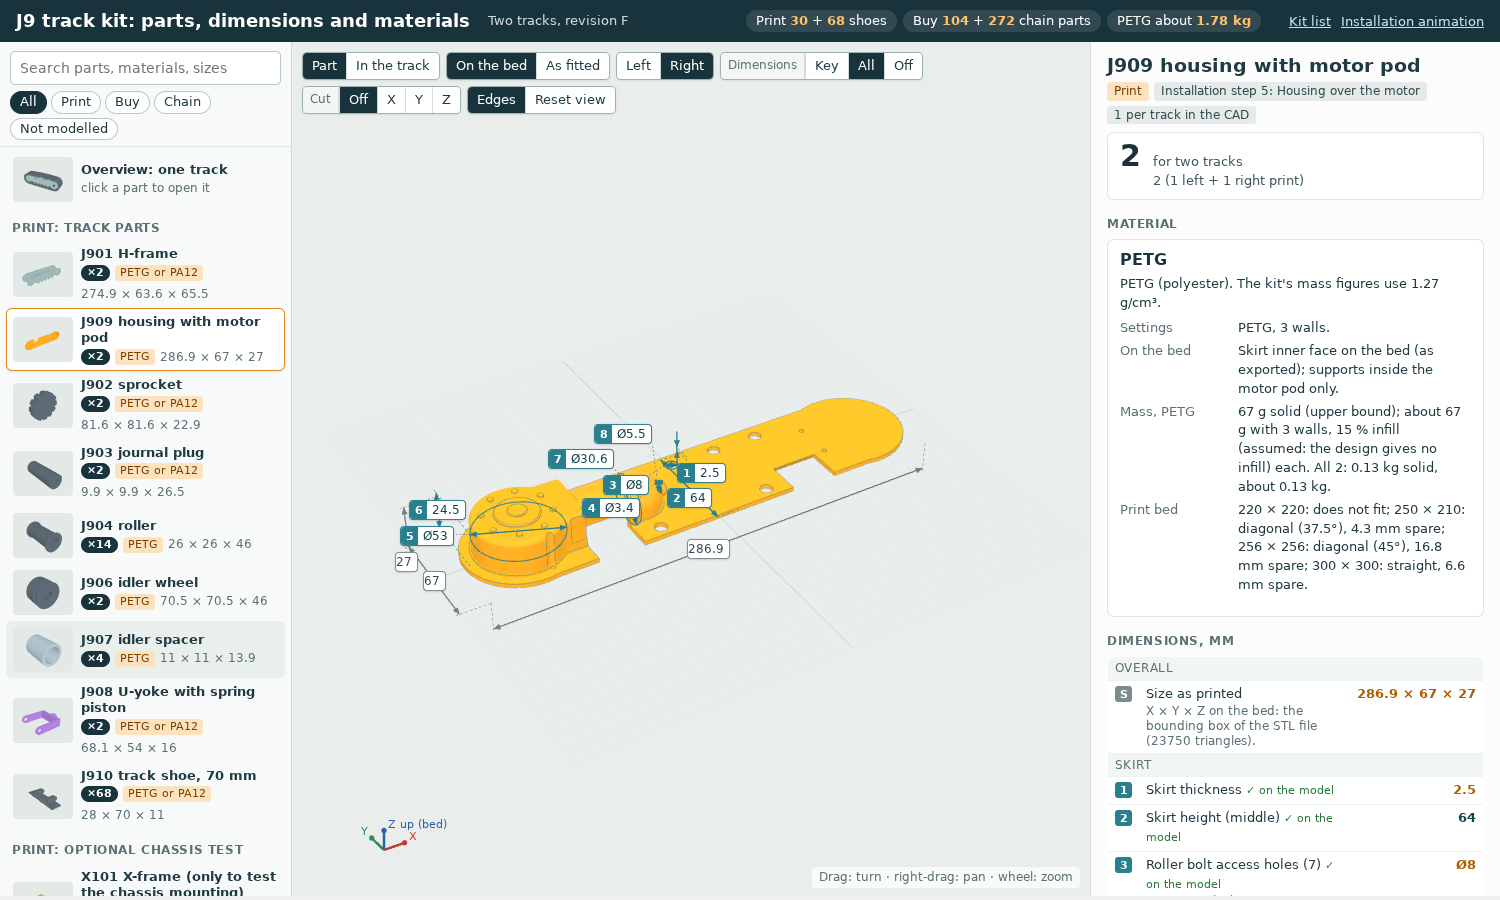 J9 track kit: parts, dimensions and materials
Two tracks, revision F
Print 30 + 68 shoes
Buy 104 + 272 chain parts
PETG about 1.78 kg
Kit list
Installation animation
Search parts, materials, sizes
All
Print
Buy
Chain
Not modelled
Overview: one track
click a part to open it
PRINT: TRACK PARTS
J901 H-frame
×2 PETG or PA12
274.9 × 63.6 × 65.5
J909 housing with motor
pod
×2 PETG 286.9 × 67 × 27
J902 sprocket
×2 PETG or PA12
81.6 × 81.6 × 22.9
J903 journal plug
×2 PETG or PA12
9.9 × 9.9 × 26.5
J904 roller
×14 PETG 26 × 26 × 46
J906 idler wheel
×2 PETG 70.5 × 70.5 × 46
J907 idler spacer
×4 PETG 11 × 11 × 13.9
J908 U-yoke with spring
piston
×2 PETG or PA12
68.1 × 54 × 16
J910 track shoe, 70 mm
×68 PETG or PA12
28 × 70 × 11
PRINT: OPTIONAL CHASSIS TEST
X101 X-frame (only to test
the chassis mounting)
Part
In the track
On the bed
As fitted
Left
Right
Dimensions
Key
All
Off
Cut
Off
X
Y
Z
Edges
Reset view
8 Ø5.5
7 Ø30.6
1 2.5
3 Ø8
2 64
4 Ø3.4
6 24.5
5 Ø53
286.9
27
67
Z up (bed)
Y
X
Drag: turn · right-drag: pan · wheel: zoom
J909 housing with motor pod
Print
Installation step 5: Housing over the motor
1 per track in the CAD
2 for two tracks
2 (1 left + 1 right print)
MATERIAL
PETG
PETG (polyester). The kit's mass figures use 1.27
g/cm³.
Settings PETG, 3 walls.
On the bed Skirt inner face on the bed (as
exported); supports inside the
motor pod only.
Mass, PETG 67 g solid (upper bound); about 67
g with 3 walls, 15 % infill
(assumed: the design gives no
infill) each. All 2: 0.13 kg solid,
about 0.13 kg.
Print bed 220 × 220: does not fit; 250 × 210:
diagonal (37.5°), 4.3 mm spare;
256 × 256: diagonal (45°), 16.8
mm spare; 300 × 300: straight, 6.6
mm spare.
DIMENSIONS, MM
OVERALL
S Size as printed 286.9 × 67 × 27
X × Y × Z on the bed: the
bounding box of the STL file
(23750 triangles).
SKIRT
1 Skirt thickness ✓ on the model 2.5
2 Skirt height (middle) ✓ on the 64
model
3 Roller bolt access holes (7) ✓ Ø8
on the model